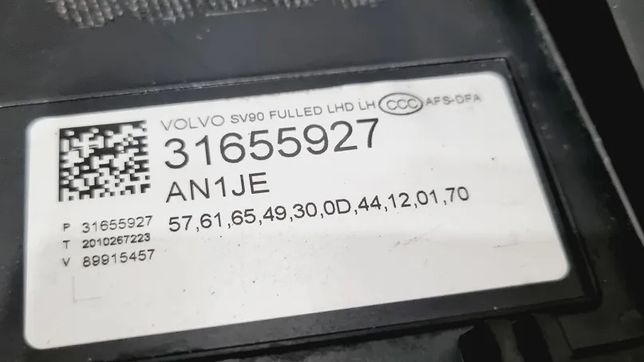 VOLVO SV90 FULLED LHD LH CCC AFS-DFA
31655927
AN1JE
57,61,65,49,30,0D,44,12,01,70
P 31655927
T 2010267223
V 89915457